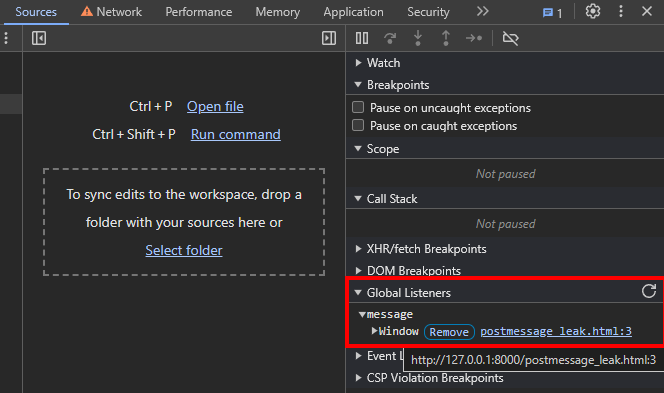 Sources Network Performance Memory Application Security 1
Ctrl + P Open file
Ctrl + Shift + P Run command
To sync edits to the workspace, drop a
folder with your sources here or
Select folder
Watch
Breakpoints
Pause on uncaught exceptions
Pause on caught exceptions
Scope
Not paused
Call Stack
Not paused
XHR/fetch Breakpoints
DOM Breakpoints
Global Listeners
message
Window Remove postmessage_leak.html:3
Event L
http://127.0.0.1:8000/postmessage_leak.html:3
CSP Violation Breakpoints